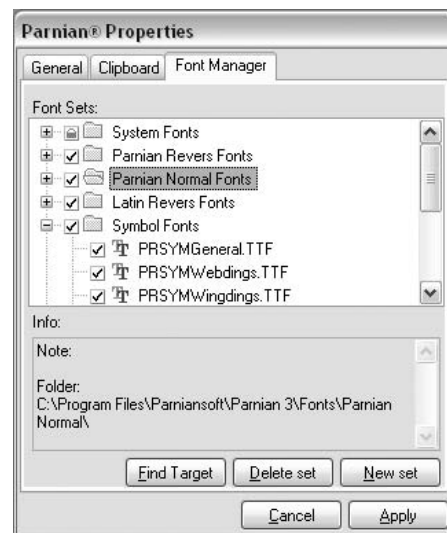 Parnian® Properties
General Clipboard Font Manager
Font Sets:
System Fonts
Parnian Revers Fonts
Parnian Normal Fonts
Latin Revers Fonts
Symbol Fonts
PRSYMGeneral.TTF
PRSYMWebdings.TTF
PRSYMWingdings.TTF
Info:
Note:
Folder:
C:\Program Files\Parniansoft\Parnian 3\Fonts\Parnian
Normal\
Find Target Delete set New set
Cancel Apply